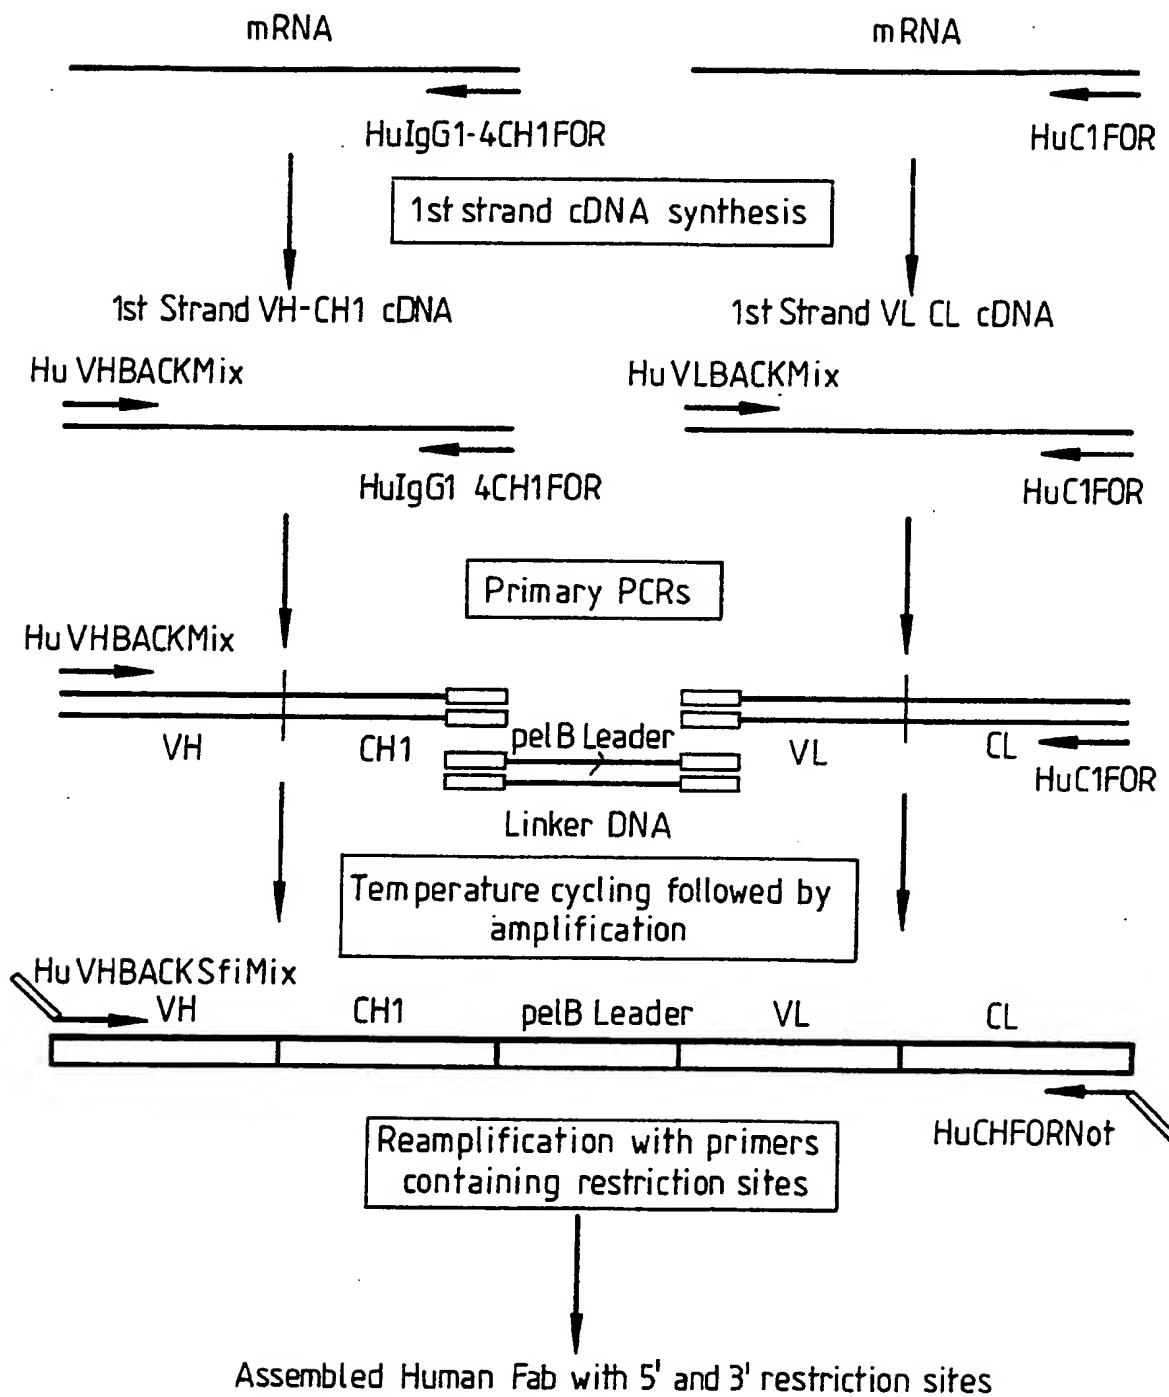 mRNA
mRNA
HuIgG1-4CH1FOR
HuC1FOR
1st strand cDNA synthesis
1st Strand VH-CH1 cDNA
1st Strand VL CL cDNA
Hu VHBACKMix
Hu VLBACKMix
HuIgG1 4CH1FOR
HuC1FOR
Primary PCRs
Hu VHBACKMix
VH
CH1
pelB Leader
VL
CL
HuC1FOR
Linker DNA
Temperature cycling followed by
amplification
Hu VHBACKSfiMix
VH
CH1
pelB Leader
VL
CL
HuCHFORNot
Reamplification with primers
containing restriction sites
Assembled Human Fab with 5' and 3' restriction sites